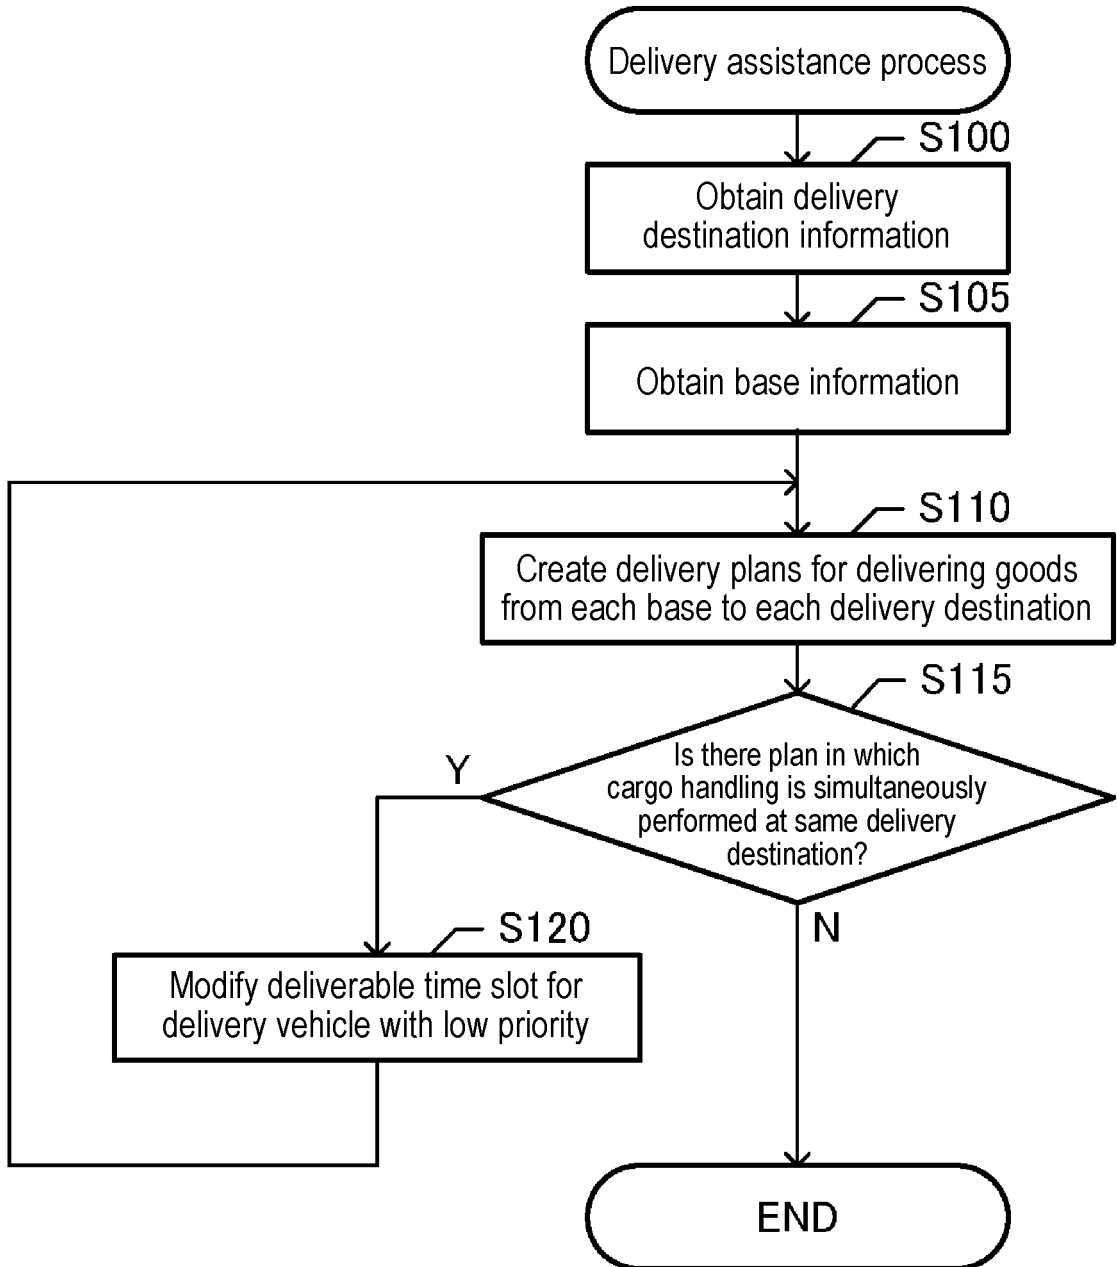 Delivery assistance process
S100
Obtain delivery
destination information
S105
Obtain base information
S110
Create delivery plans for delivering goods
from each base to each delivery destination
S115
Is there plan in which
cargo handling is simultaneously
performed at same delivery
destination?
Y
N
S120
Modify deliverable time slot for
delivery vehicle with low priority
END